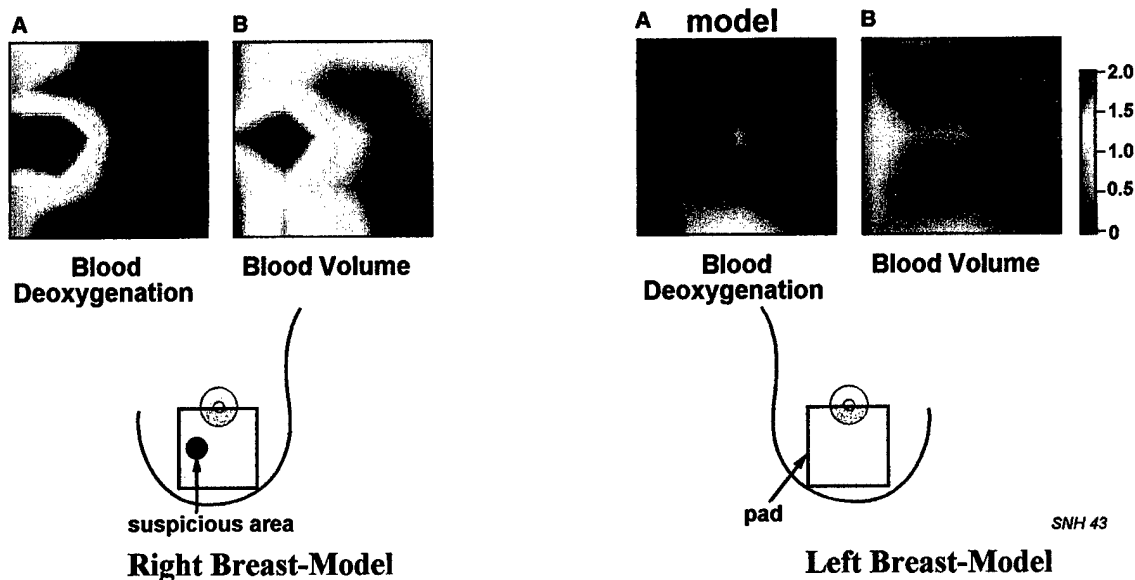 A
B
Blood
Deoxygenation
Blood Volume
suspicious area
Right Breast-Model
A
model
B
2.0
1.5
1.0
0.5
0
Blood
Deoxygenation
Blood Volume
pad
SNH 43
Left Breast-Model